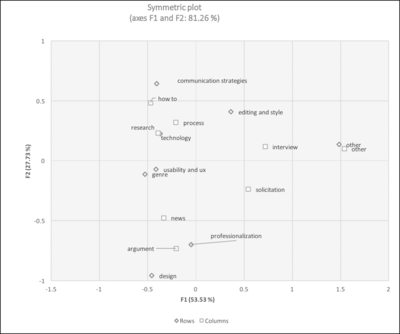 Symmetric plot
(axes F1 and F2: 81.26 %)
1
communication strategies
how to
0.5
process
editing and style
research
technology
interview
other
other
0
usability and ux
genre
solicitation
news
-0.5
professionalization
argument
design
-1
-1.5 -1 -0.5 0 0.5 1 1.5 2
F2 (27.73 %)
F1 (53.53 %)
Rows Columns